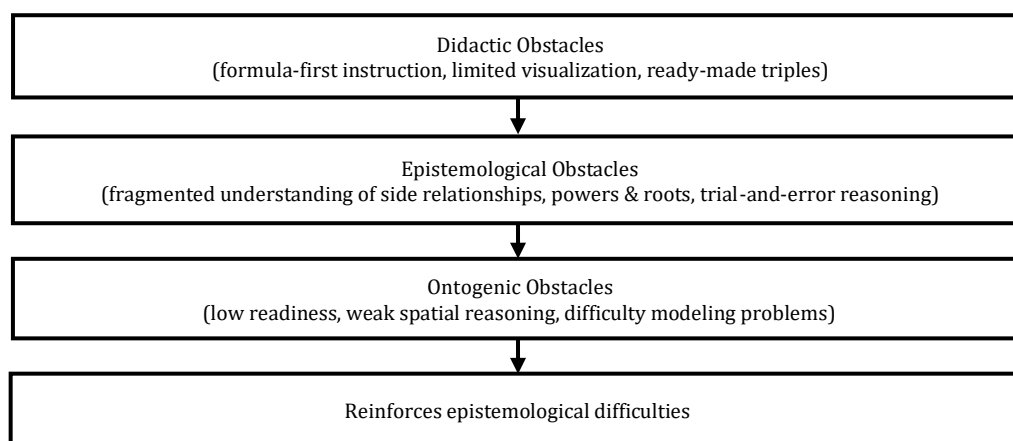 Didactic Obstacles
(formula-first instruction, limited visualization, ready-made triples)
Epistemological Obstacles
(fragmented understanding of side relationships, powers & roots, trial-and-error reasoning)
Ontogenic Obstacles
(low readiness, weak spatial reasoning, difficulty modeling problems)
Reinforces epistemological difficulties